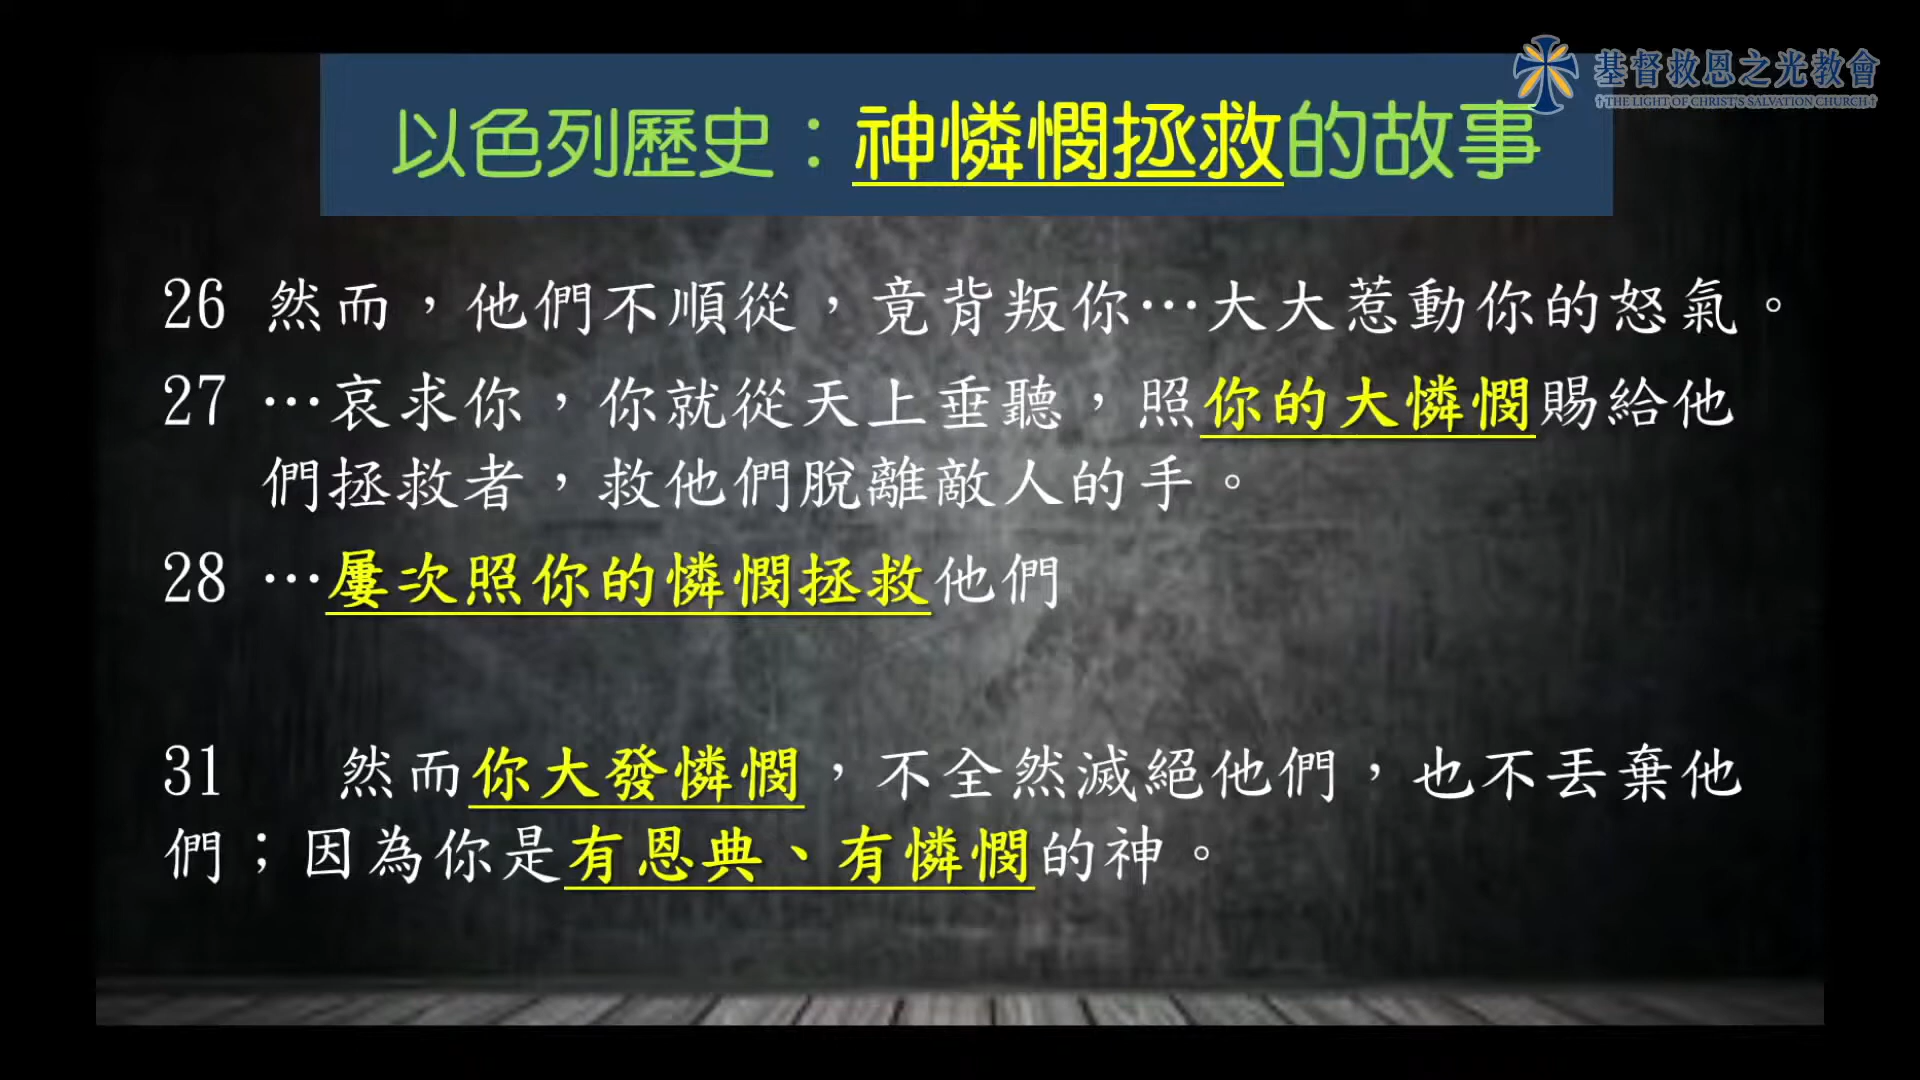 基督救恩之光教會
†THE LIGHT OF CHRIST'S SALVATION CHURCH†
以色列歷史：神憐憫拯救的故事
26 然而，他們不順從，竟背叛你…大大惹動你的怒氣。
27 …哀求你，你就從天上垂聽，照你的大憐憫賜給他
們拯救者，救他們脫離敵人的手。
28 …屢次照你的憐憫拯救他們
31 然而你大發憐憫，不全然滅絕他們，也不丟棄他
們；因為你是有恩典、有憐憫的神。